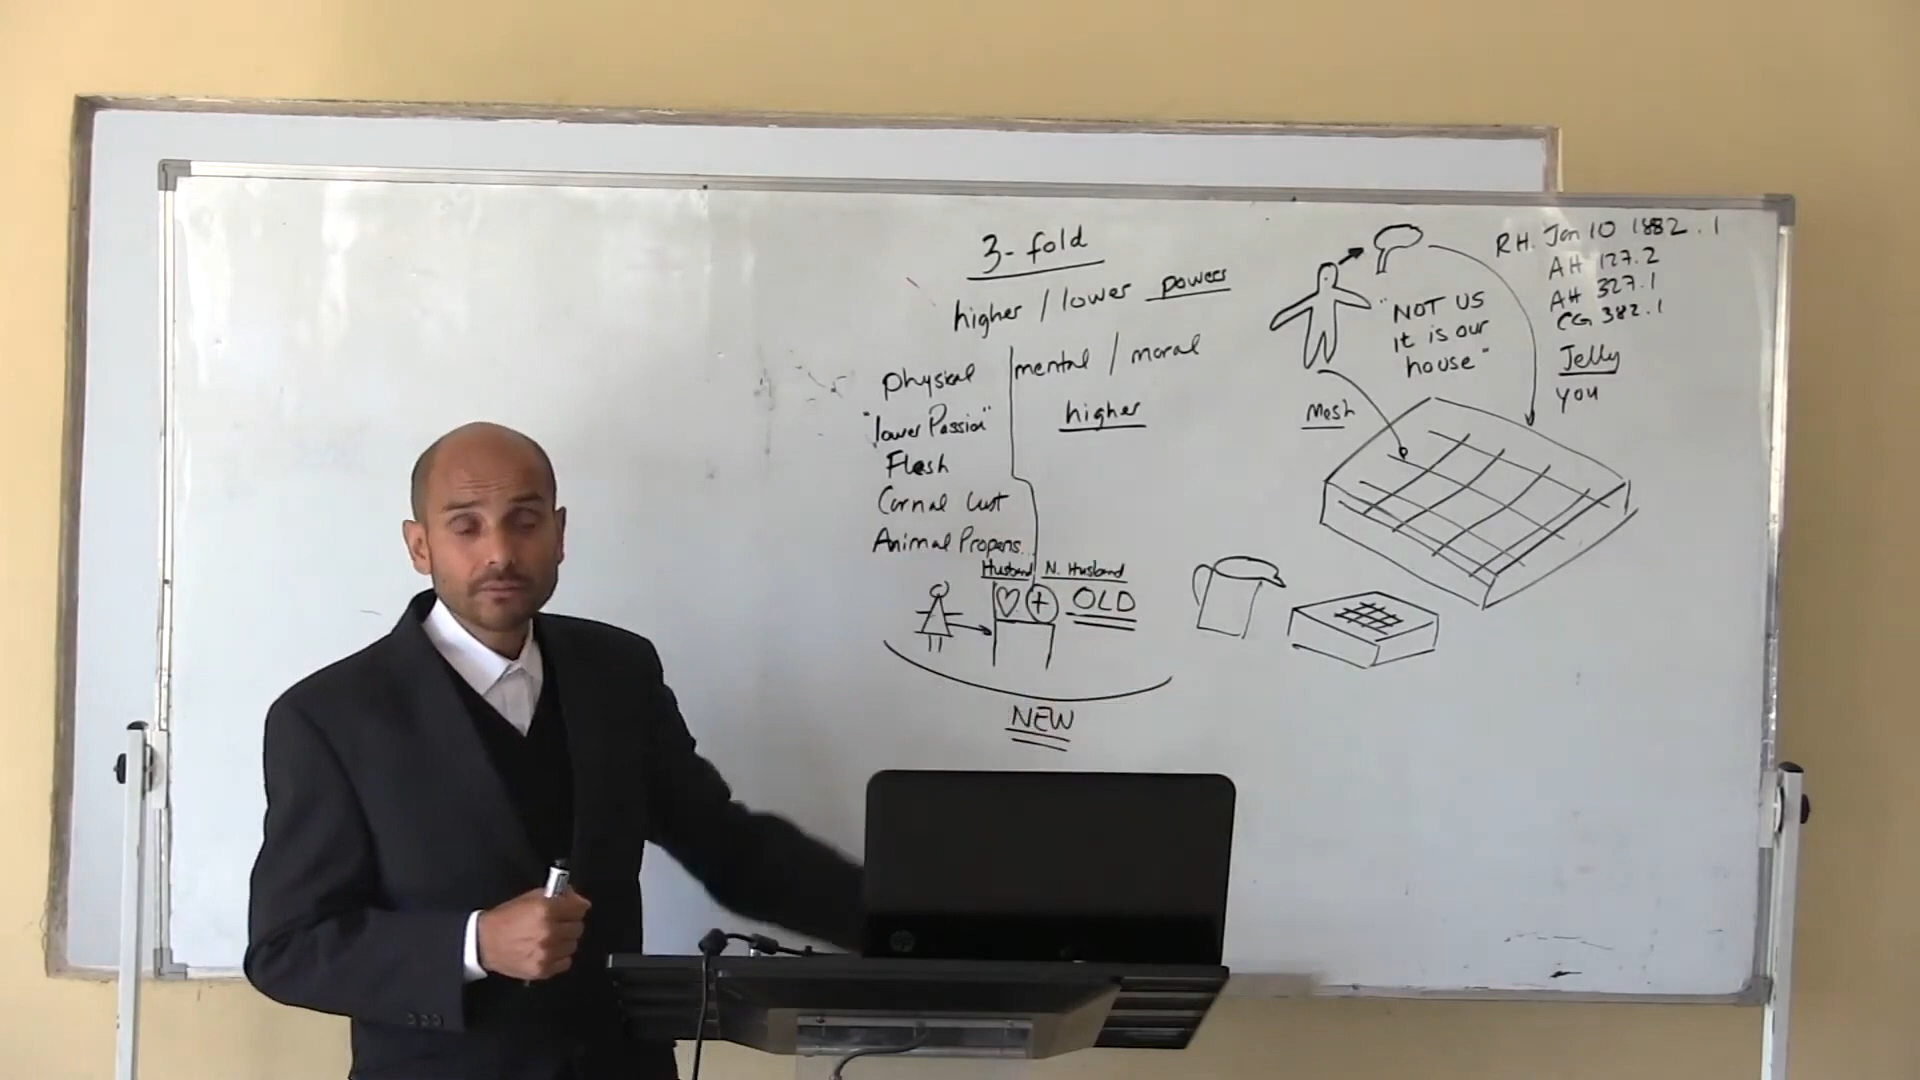 3-fold
higher / lower powers
physical | mental / moral
"lower Passion" higher
Flesh
Carnal Lust
Animal Propens...
Husband N. Husband
OLD
NEW
"NOT US
it is our
house"
Mesh
RH. Jan 10 1882.1
AH 127.2
AH 327.1
CG 382.1
Jelly
you
hp